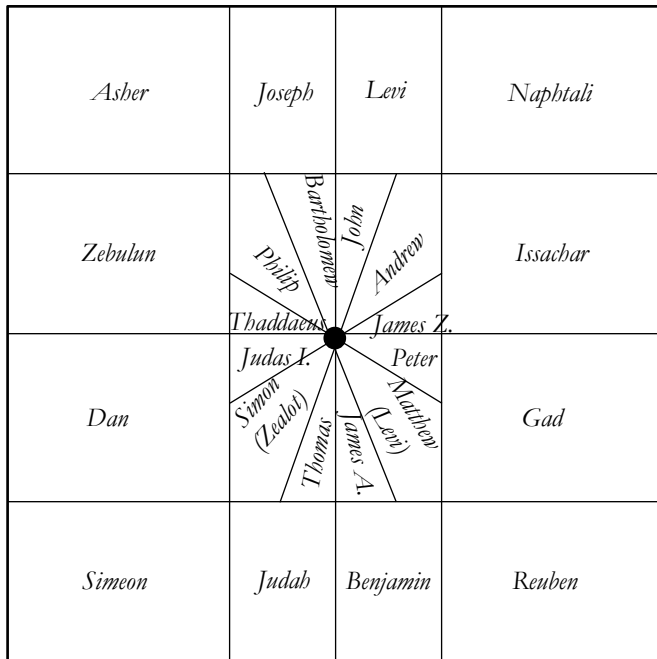 Asher
Joseph
Levi
Naphtali
Zebulun
Philip
Bartholomew
John
Andrew
Issachar
Thaddaeus
James Z.
Judas I.
Peter
Dan
Simon
(Zealot)
Thomas
James A.
Matthew
(Levi)
Gad
Simeon
Judah
Benjamin
Reuben